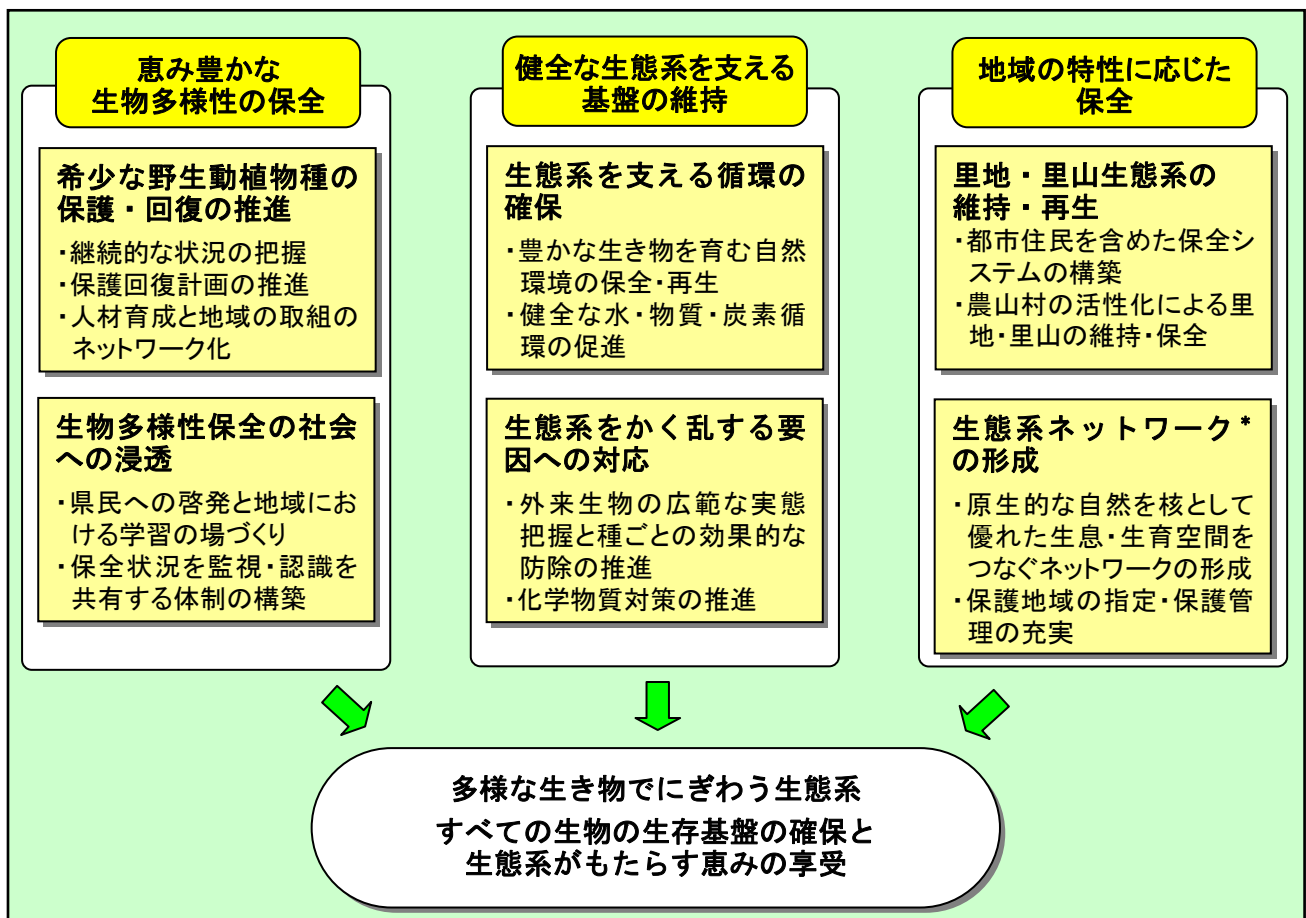 恵み豊かな
生物多様性の保全
希少な野生動植物種の
保護・回復の推進
・継続的な状況の把握
・保護回復計画の推進
・人材育成と地域の取組の
ネットワーク化
生物多様性保全の社会
への浸透
・県民への啓発と地域にお
ける学習の場づくり
・保全状況を監視・認識を
共有する体制の構築
健全な生態系を支える
基盤の維持
生態系を支える循環の
確保
・豊かな生き物を育む自然
環境の保全・再生
・健全な水・物質・炭素循
環の促進
生態系をかく乱する要
因への対応
・外来生物の広範な実態
把握と種ごとの効果的な
防除の推進
・化学物質対策の推進
地域の特性に応じた
保全
里地・里山生態系の
維持・再生
・都市住民を含めた保全シ
ステムの構築
・農山村の活性化による里
地・里山の維持・保全
生態系ネットワーク*
の形成
・原生的な自然を核として
優れた生息・生育空間を
つなぐネットワークの形成
・保護地域の指定・保護管
理の充実
多様な生き物でにぎわう生態系
すべての生物の生存基盤の確保と
生態系がもたらす恵みの享受